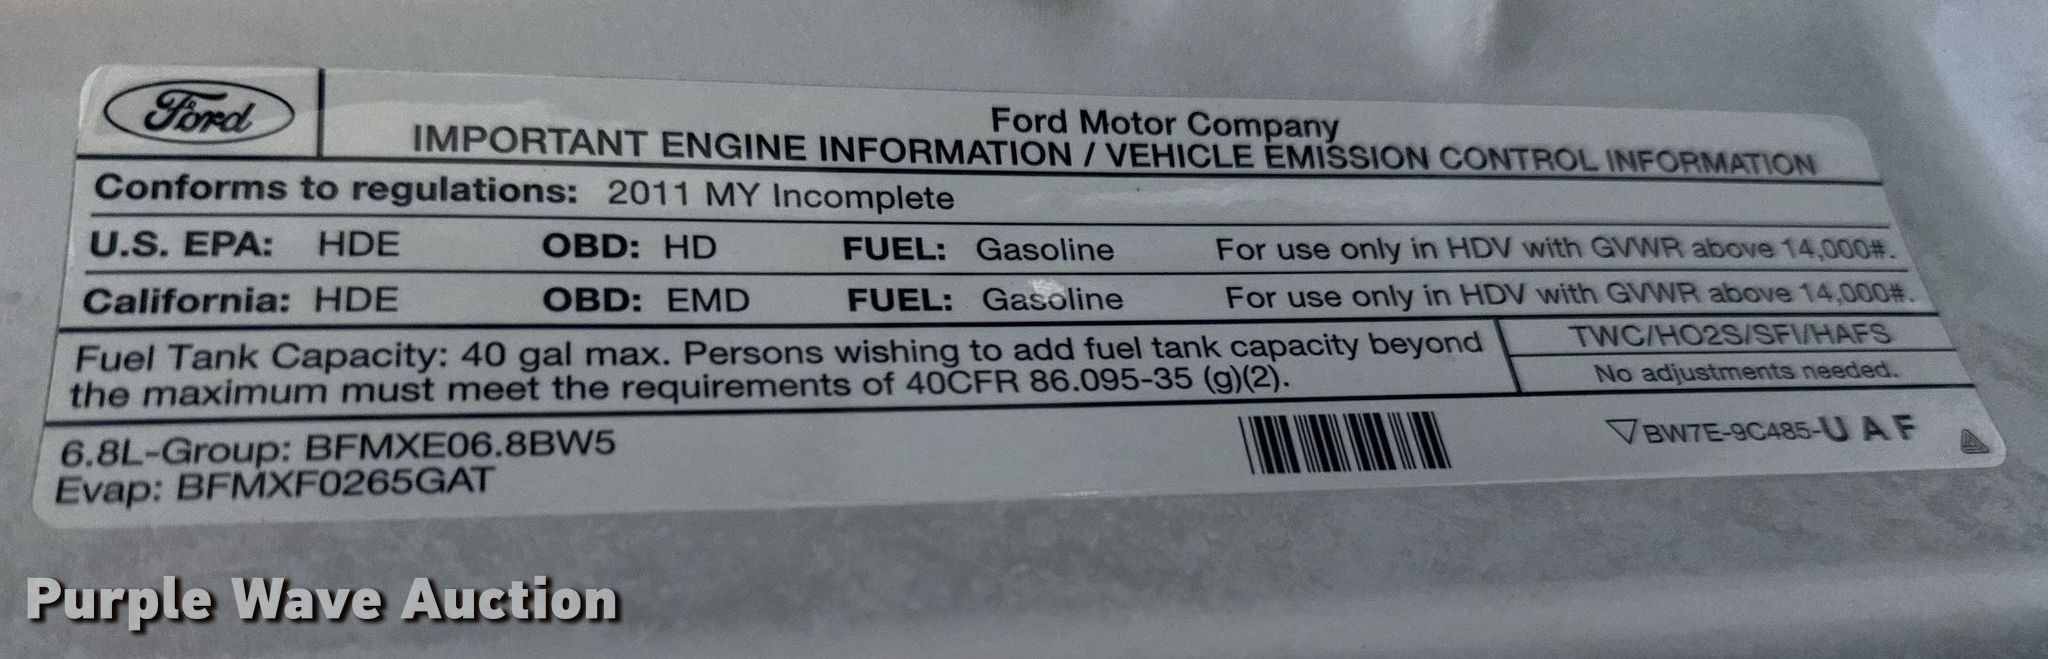 Ford
Ford Motor Company
IMPORTANT ENGINE INFORMATION / VEHICLE EMISSION CONTROL INFORMATION
Conforms to regulations: 2011 MY Incomplete
U.S. EPA: HDE OBD: HD FUEL: Gasoline For use only in HDV with GVWR above 14,000#.
California: HDE OBD: EMD FUEL: Gasoline For use only in HDV with GVWR above 14,000#.
Fuel Tank Capacity: 40 gal max. Persons wishing to add fuel tank capacity beyond
the maximum must meet the requirements of 40CFR 86.095-35 (g)(2).
TWC/HO2S/SFI/HAFS
No adjustments needed.
6.8L-Group: BFMXE06.8BW5
Evap: BFMXF0265GAT
BW7E-9C485-U A F
Purple Wave Auction